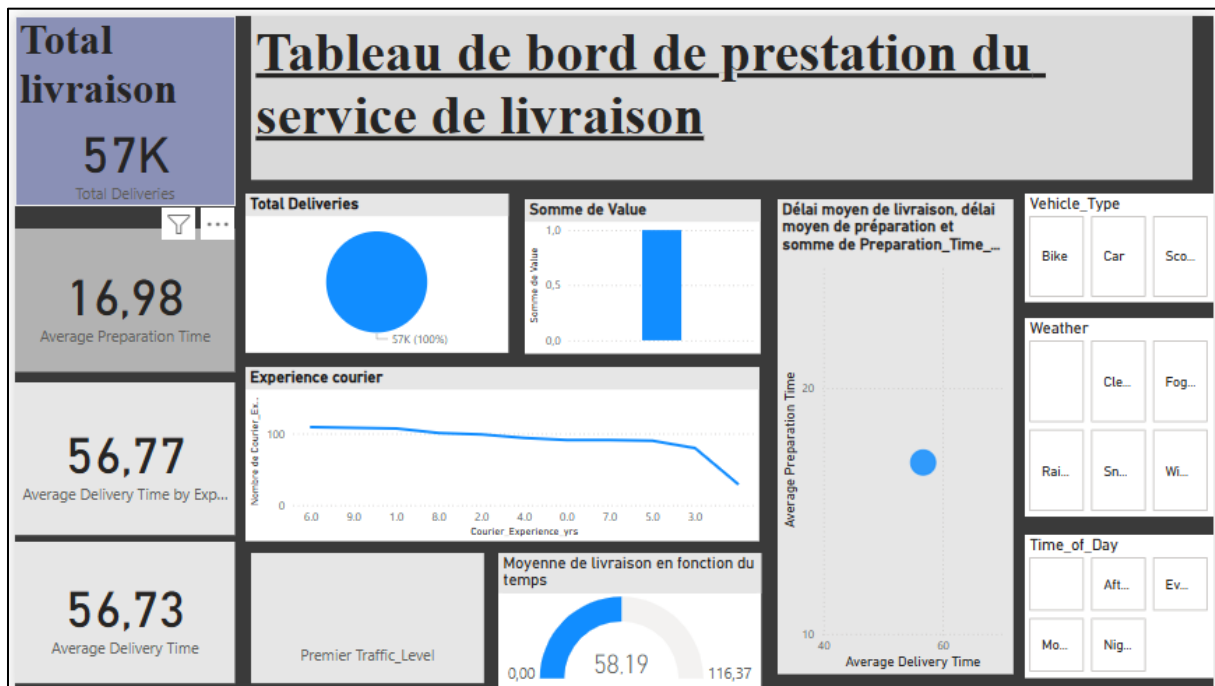 Total
livraison
57K
Total Deliveries
Tableau de bord de prestation du
service de livraison
16,98
Average Preparation Time
56,77
Average Delivery Time by Exp...
56,73
Average Delivery Time
Total Deliveries
57K (100%)
Somme de Value
Somme de Value
1,0
0,5
0,0
Experience courier
Nombre de Courier_Ex...
100
0
6.0 9.0 1.0 8.0 2.0 4.0 0.0 7.0 5.0 3.0
Courier_Experience_yrs
Premier Traffic_Level
Moyenne de livraison en fonction du
temps
0,00
58,19
116,37
Délai moyen de livraison, délai
moyen de préparation et
somme de Preparation_Time_...
Average Preparation Time
20
10
40 60
Average Delivery Time
Vehicle_Type
Bike Car Sco...
Weather
Cle... Fog...
Rai... Sn... Wi...
Time_of_Day
Aft... Ev...
Mo... Nig...